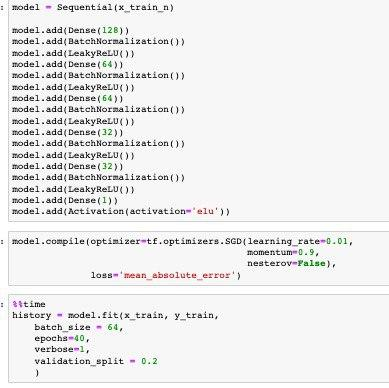 : model = Sequential(x_train_n)
model.add(Dense(128))
model.add(BatchNormalization())
model.add(LeakyReLU())
model.add(Dense(64))
model.add(BatchNormalization())
model.add(LeakyReLU())
model.add(Dense(64))
model.add(BatchNormalization())
model.add(LeakyReLU())
model.add(Dense(32))
model.add(BatchNormalization())
model.add(LeakyReLU())
model.add(Dense(32))
model.add(BatchNormalization())
model.add(LeakyReLU())
model.add(Dense(1))
model.add(Activation(activation='elu'))
: model.compile(optimizer=tf.optimizers.SGD(learning_rate=0.01,
momentum=0.9,
nesterov=False),
loss='mean_absolute_error')
: %%time
history = model.fit(x_train, y_train,
batch_size = 64,
epochs=40,
verbose=1,
validation_split = 0.2
)